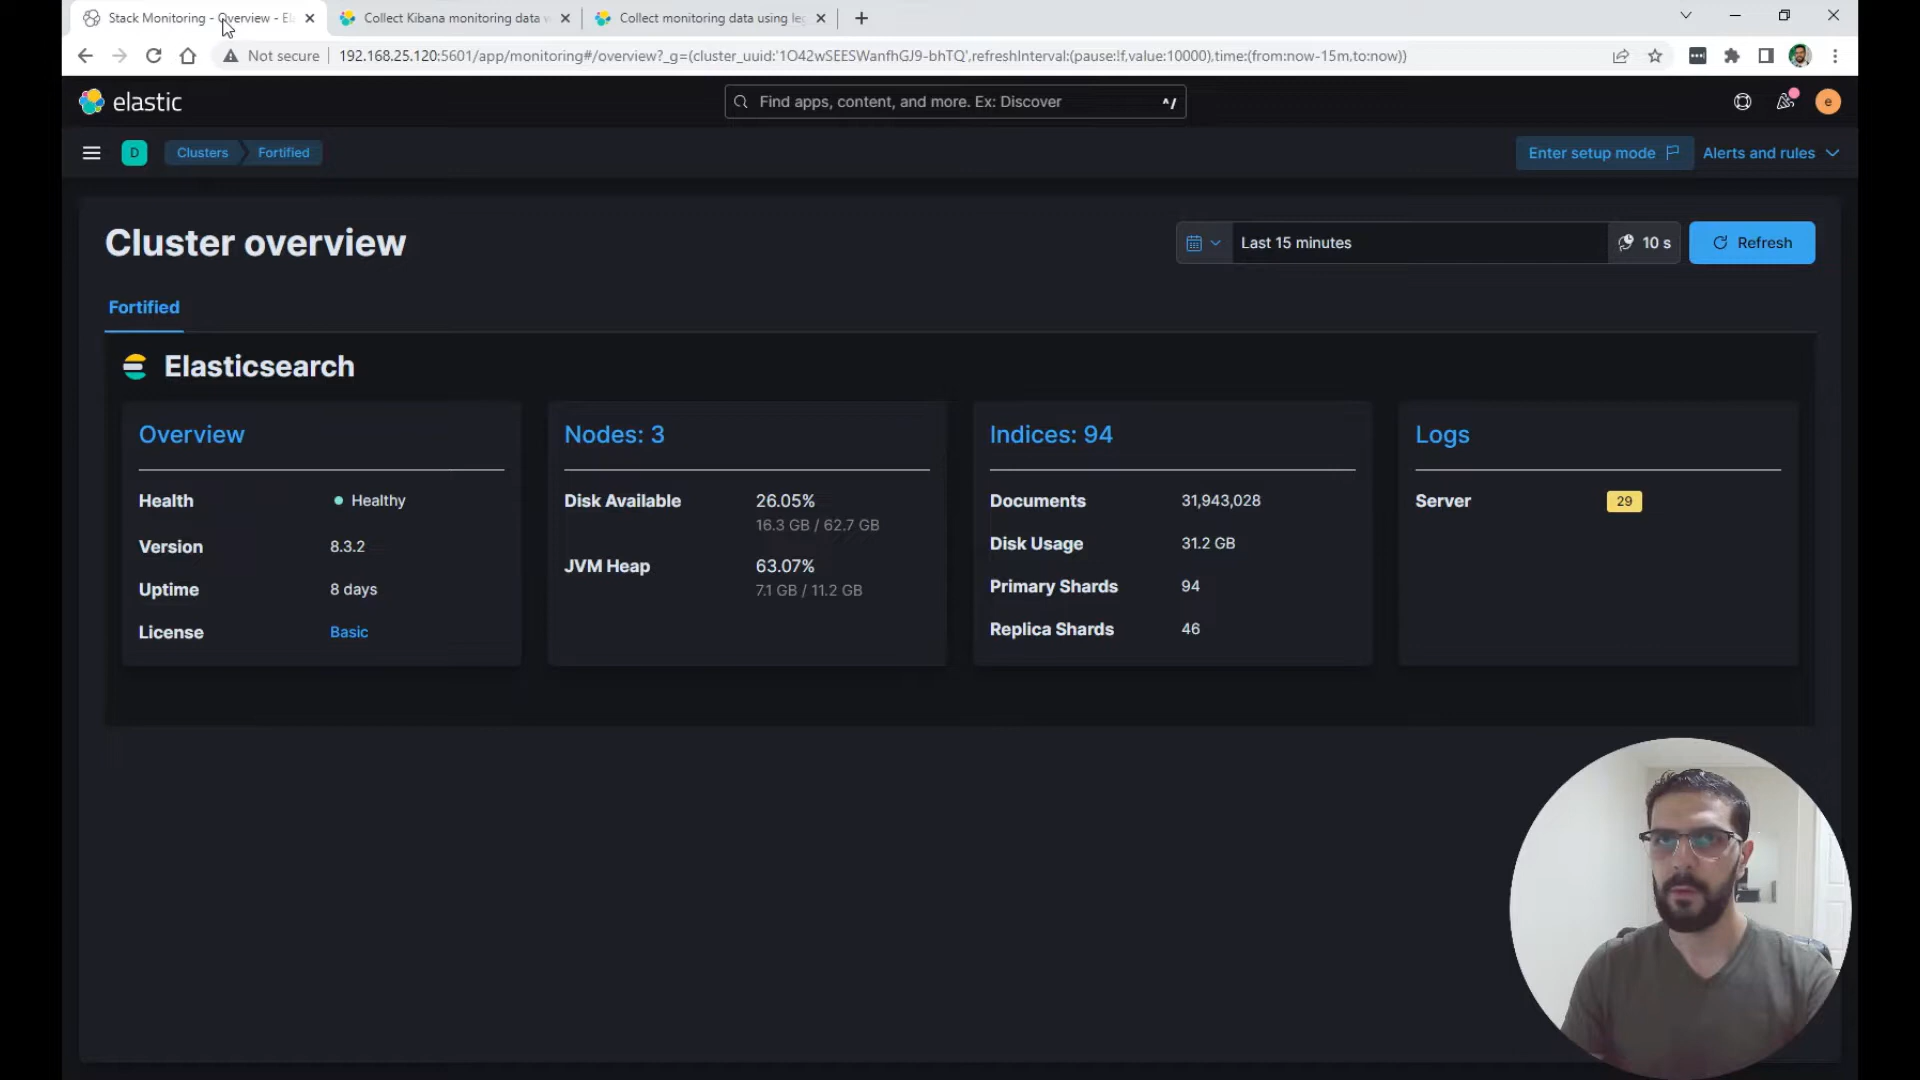 Stack Monitoring - Overview - El
Collect Kibana monitoring data w
Collect monitoring data using leg
Not secure
192.168.25.120:5601/app/monitoring#/overview?_g=(cluster_uuid:'1O42wSEESWanfhGJ9-bhTQ',refreshInterval:(pause:!f,value:10000),time:(from:now-15m,to:now))
elastic
Find apps, content, and more. Ex: Discover
^/
e
D
Clusters
Fortified
Enter setup mode
Alerts and rules
Cluster overview
Last 15 minutes
10 s
Refresh
Fortified
Elasticsearch
Overview
Health
Healthy
Version
8.3.2
Uptime
8 days
License
Basic
Nodes: 3
Disk Available
26.05%
16.3 GB / 62.7 GB
JVM Heap
63.07%
7.1 GB / 11.2 GB
Indices: 94
Documents
31,943,028
Disk Usage
31.2 GB
Primary Shards
94
Replica Shards
46
Logs
Server
29